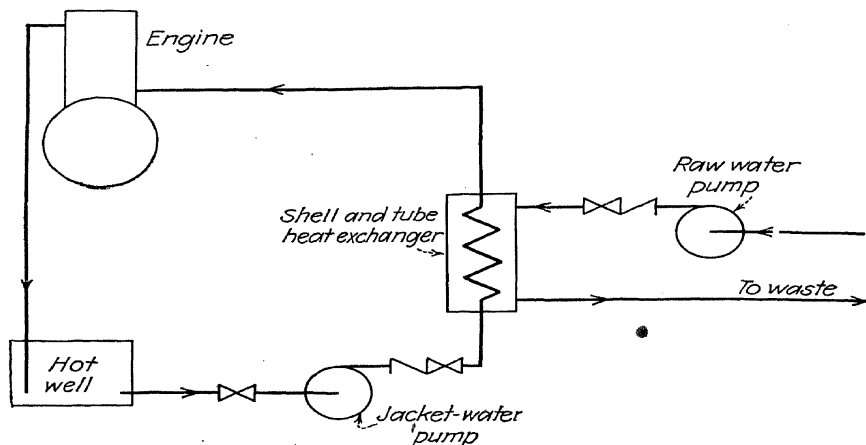 Engine
Raw water
pump
Shell and tube
heat exchanger
To waste
Hot
well
Jacket-water
pump